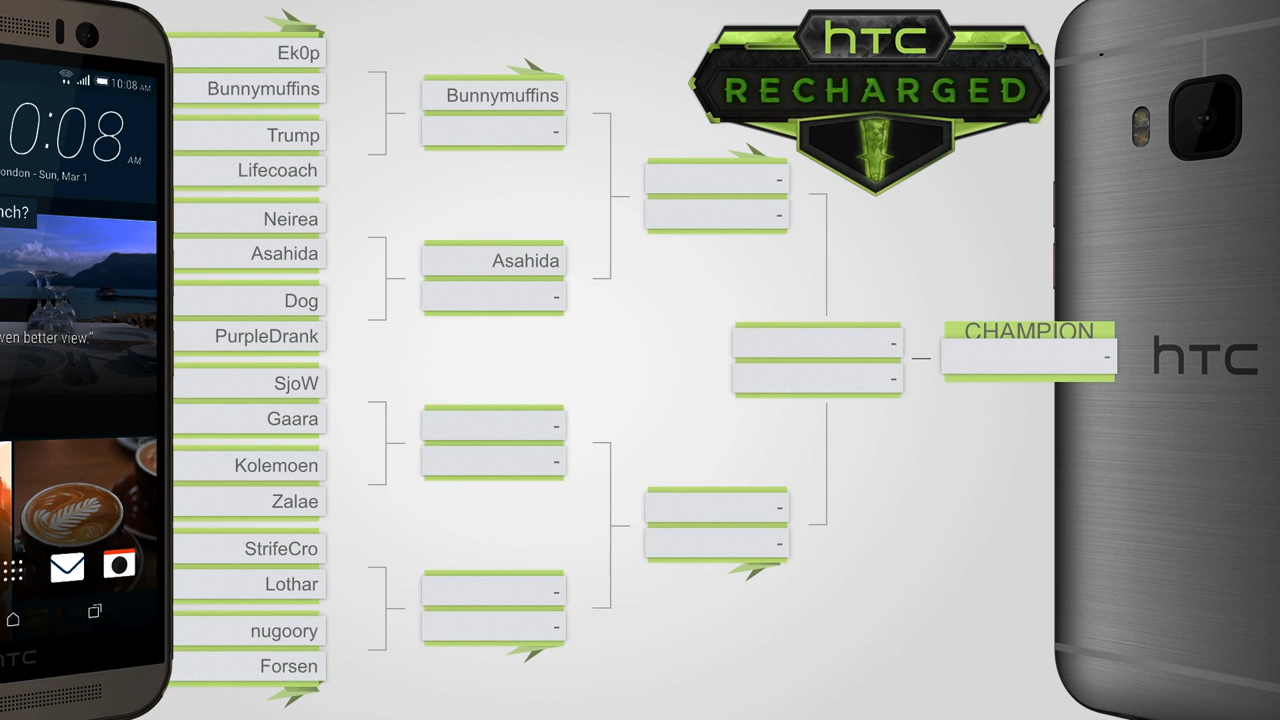 10:08 AM
0:08 AM
ondon - Sun, Mar 1
nch?
ven better view."
HTC
Ek0p
Bunnymuffins
Trump
Lifecoach
Neirea
Asahida
Dog
PurpleDrank
SjoW
Gaara
Kolemoen
Zalae
StrifeCro
Lothar
nugoory
Forsen
Bunnymuffins
-
Asahida
-
-
-
-
-
-
-
-
-
-
-
CHAMPION
-
hTC
RECHARGED
hTC